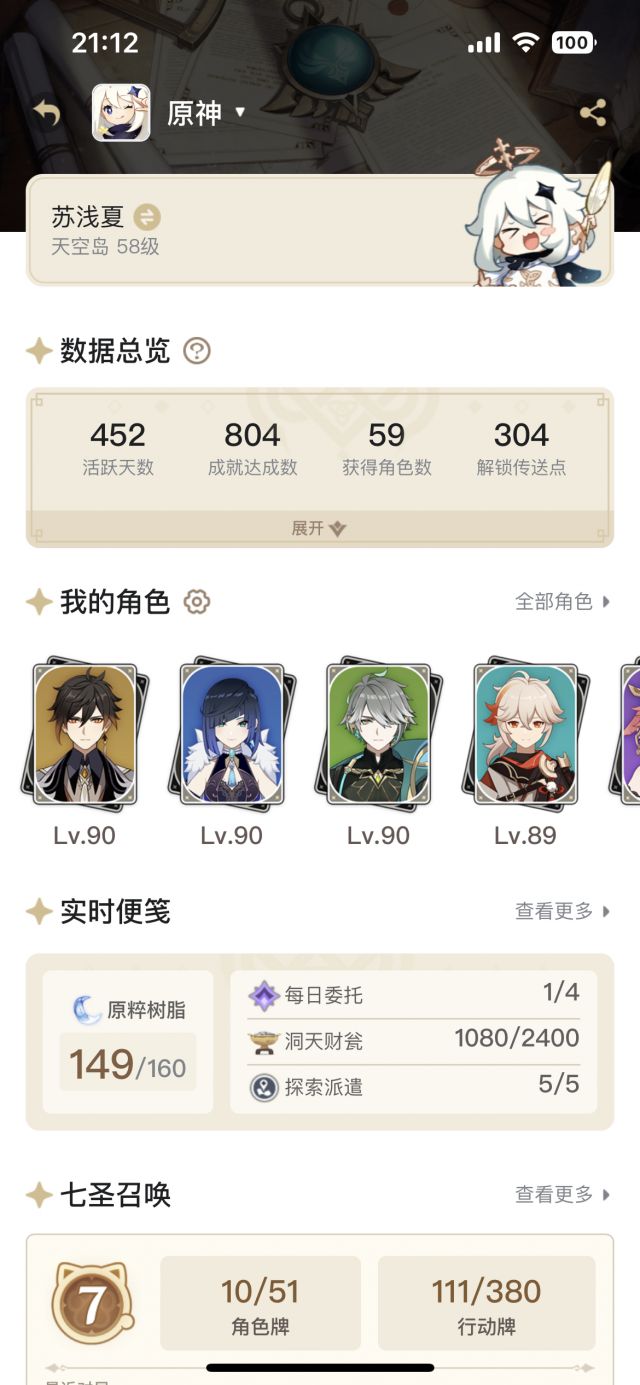 21:12
100
原神
苏浅夏
天空岛 58级
数据总览
452 804 59 304
活跃天数 成就达成数 获得角色数 解锁传送点
展开
我的角色
全部角色
Lv.90 Lv.90 Lv.90 Lv.89
实时便笺
查看更多
原粹树脂
149/160
每日委托 1/4
洞天财瓮 1080/2400
探索派遣 5/5
七圣召唤
查看更多
7
10/51 111/380
角色牌 行动牌